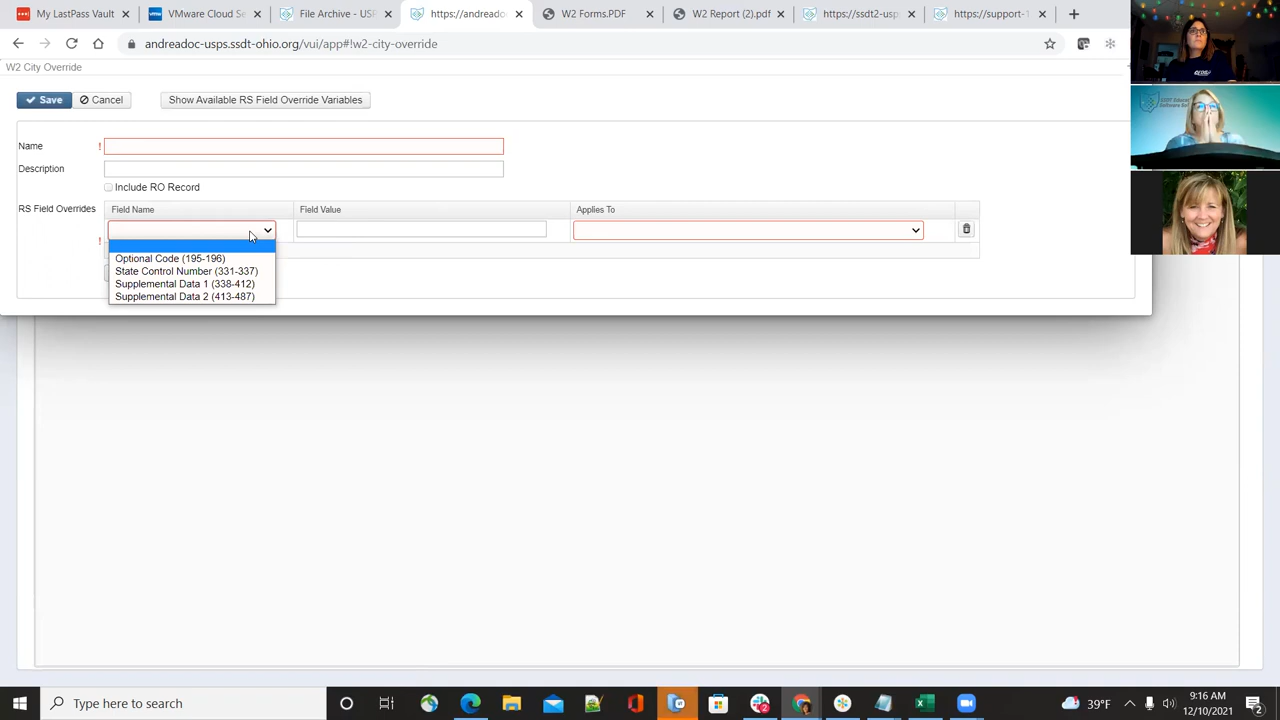 My LastPass Vault
VMware Cloud Se
File Archive - USP
https://andreadoc
W2 Forms.PDF
W2 Report (2).pdf
https://ssdt2-usp
https://support-1
andreadoc-usps.ssdt-ohio.org/vui/app#!w2-city-override
W2 City Override
Save
Cancel
Show Available RS Field Override Variables
Name
!
Description
Include RO Record
RS Field Overrides
Field Name
Field Value
Applies To
!
Optional Code (195-196)
State Control Number (331-337)
Supplemental Data 1 (338-412)
Supplemental Data 2 (413-487)
Type here to search
39°F
9:16 AM
12/10/2021
2